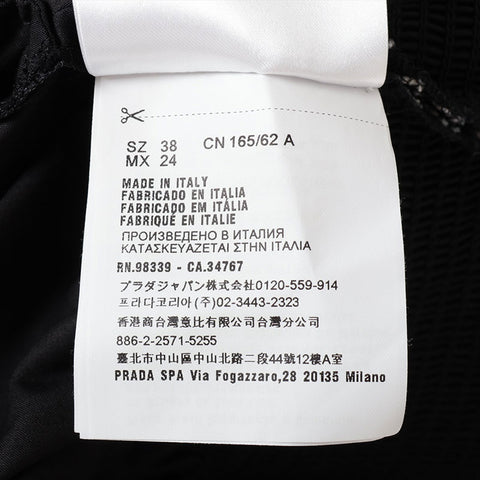 SZ 38 CN 165/62 A
MX 24
MADE IN ITALY
FABRICADO EN ITALIA
FABRICADO EM ITÁLIA
FABRIQUÉ EN ITALIE
ПРОИЗВЕДЕНО В ИТАЛИЯ
ΚΑΤΑΣΚΕΥΑΖΕΤΑΙ ΣΤΗΝ ΙΤΑΛΙΑ
RN.98339 - CA.34767
プラダジャパン株式会社0120-559-914
프라다코리아(주)02-3443-2323
香港商台灣意比有限公司台灣分公司
886-2-2571-5255
臺北市中山區中山北路二段44號12樓A室
PRADA SPA Via Fogazzaro,28 20135 Milano